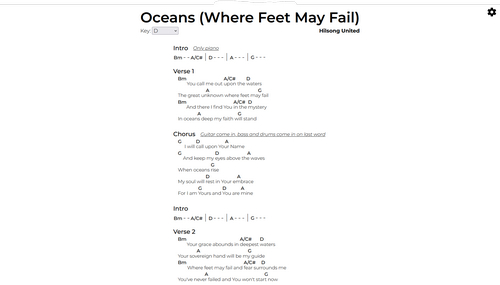 Oceans (Where Feet May Fail)
Key: D
Hilsong United
Intro Only piano
Bm - - A/C# | D - - - | A - - - | G - - -
Verse 1
Bm A/C# D
You call me out upon the waters
A G
The great unknown where feet may fail
Bm A/C# D
And there I find You in the mystery
A G
In oceans deep my faith will stand
Chorus Guitar come in, bass and drums come in on last word
G D A
I will call upon Your Name
G D A
And keep my eyes above the waves
G
When oceans rise
D A
My soul will rest in Your embrace
G D A
For I am Yours and You are mine
Intro
Bm - - A/C# | D - - - | A - - - | G - - -
Verse 2
Bm A/C# D
Your grace abounds in deepest waters
A G
Your sovereign hand will be my guide
Bm A/C# D
Where feet may fail and fear surrounds me
A G
You've never failed and You won't start now